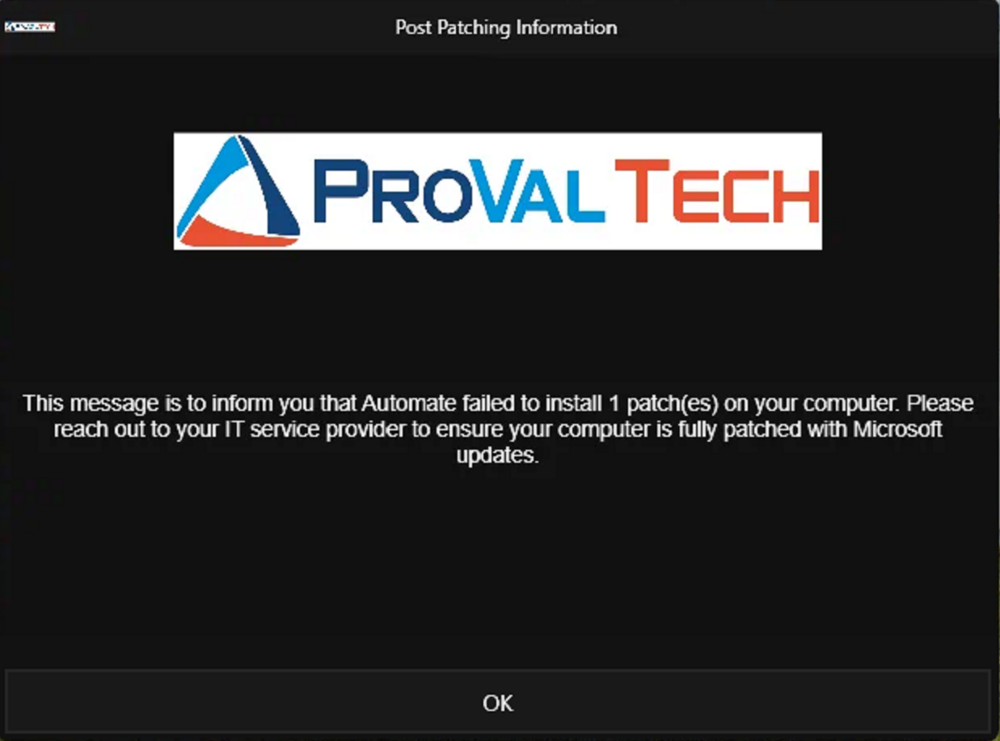 Post Patching Information
PROVAL TECH
This message is to inform you that Automate failed to install 1 patch(es) on your computer. Please
reach out to your IT service provider to ensure your computer is fully patched with Microsoft
updates.
OK